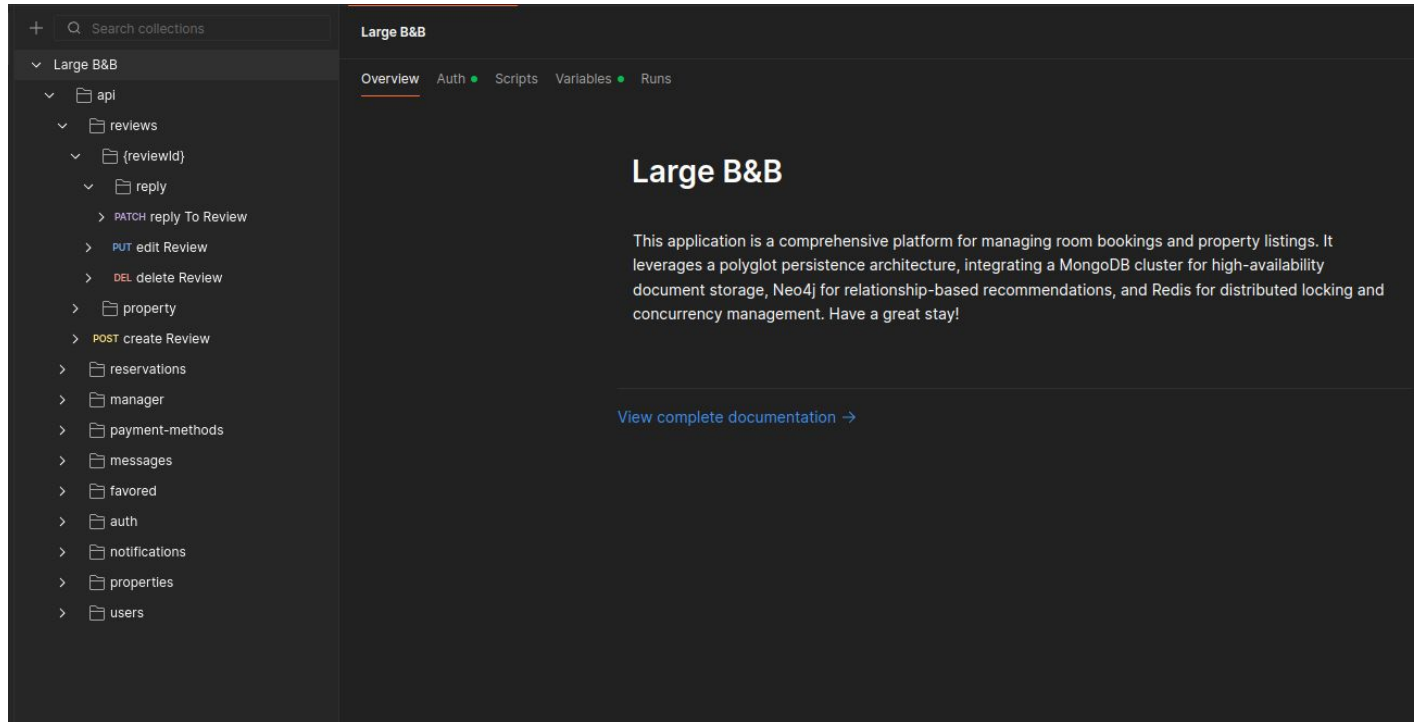 Search collections
Large B&B
api
reviews
{reviewId}
reply
PATCH reply To Review
PUT edit Review
DEL delete Review
property
POST create Review
reservations
manager
payment-methods
messages
favored
auth
notifications
properties
users
Large B&B
Overview Auth Scripts Variables Runs
Large B&B
This application is a comprehensive platform for managing room bookings and property listings. It
leverages a polyglot persistence architecture, integrating a MongoDB cluster for high-availability
document storage, Neo4j for relationship-based recommendations, and Redis for distributed locking and
concurrency management. Have a great stay!
View complete documentation →